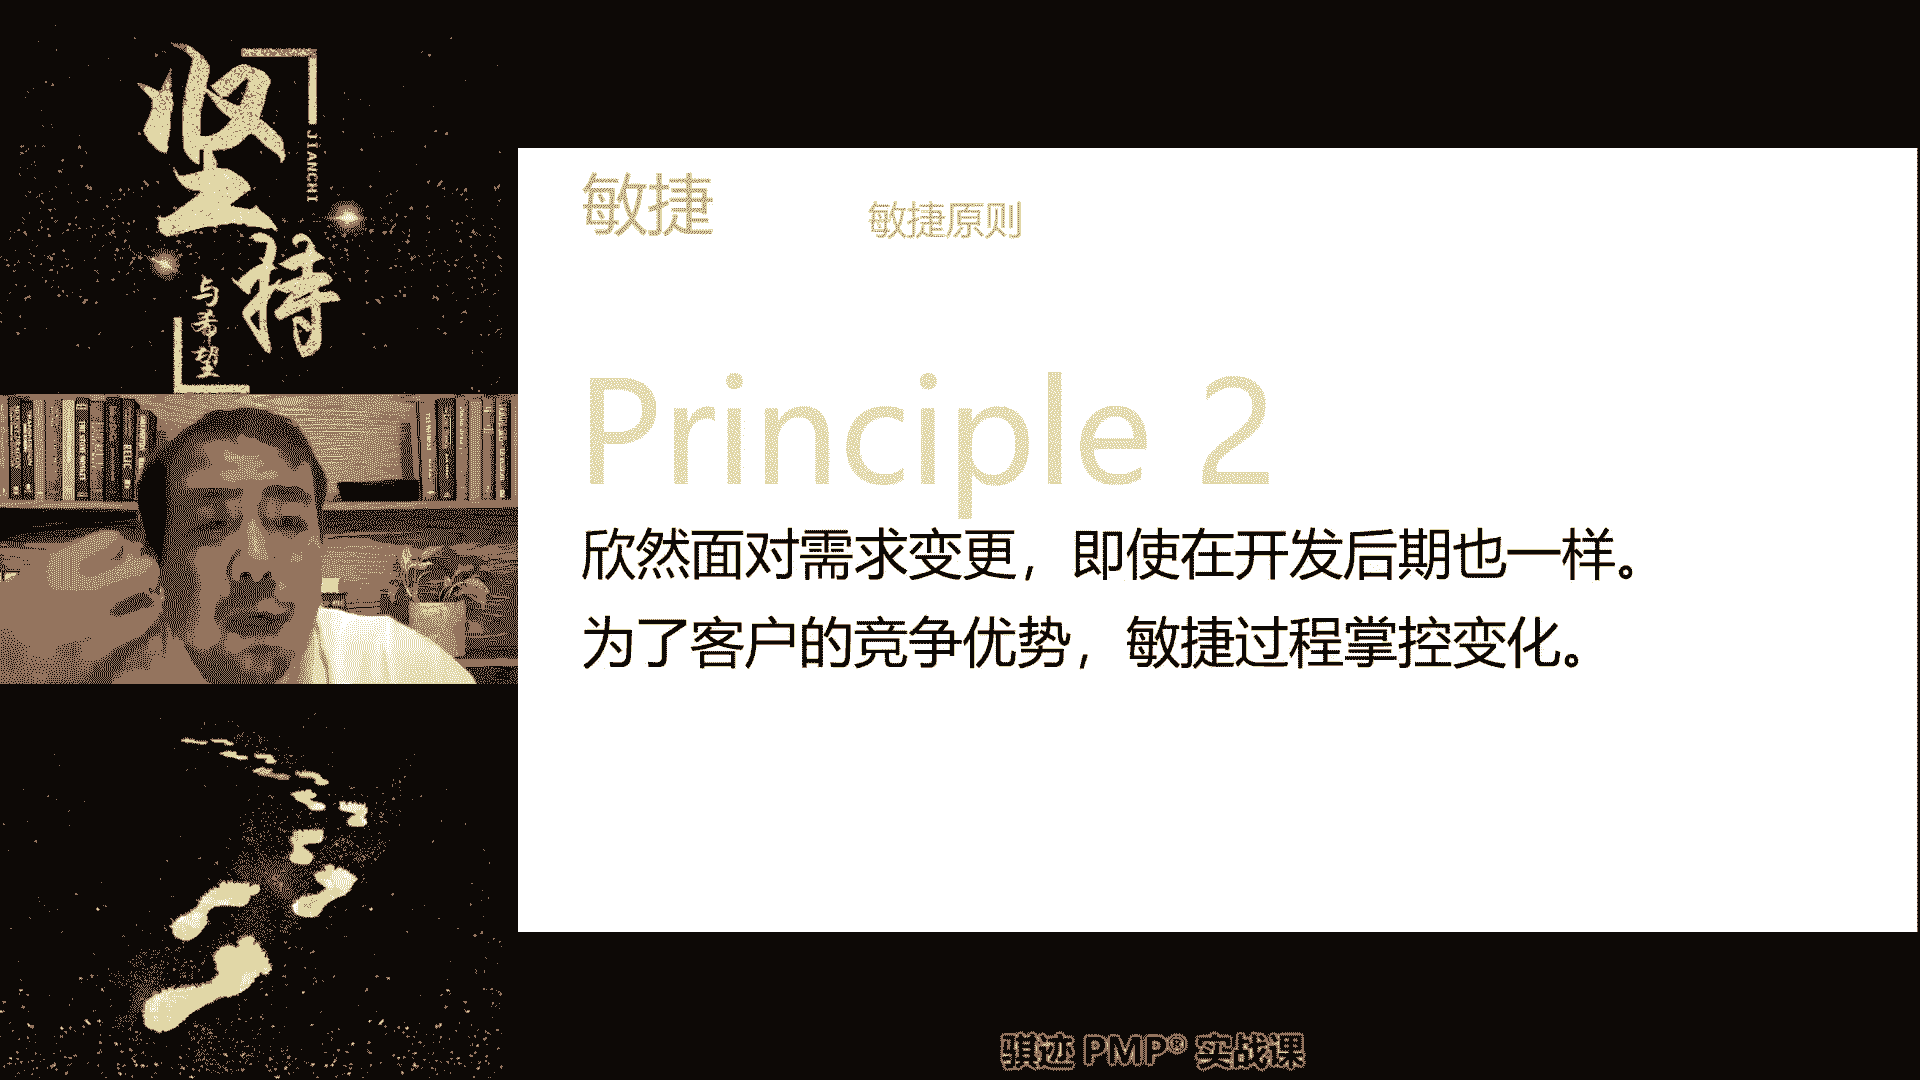 坚持
JIANCHI
与希望
敏捷
敏捷原则
Principle 2
欣然面对需求变更，即使在开发后期也一样。
为了客户的竞争优势，敏捷过程掌控变化。
骐迹 PMP® 实战课